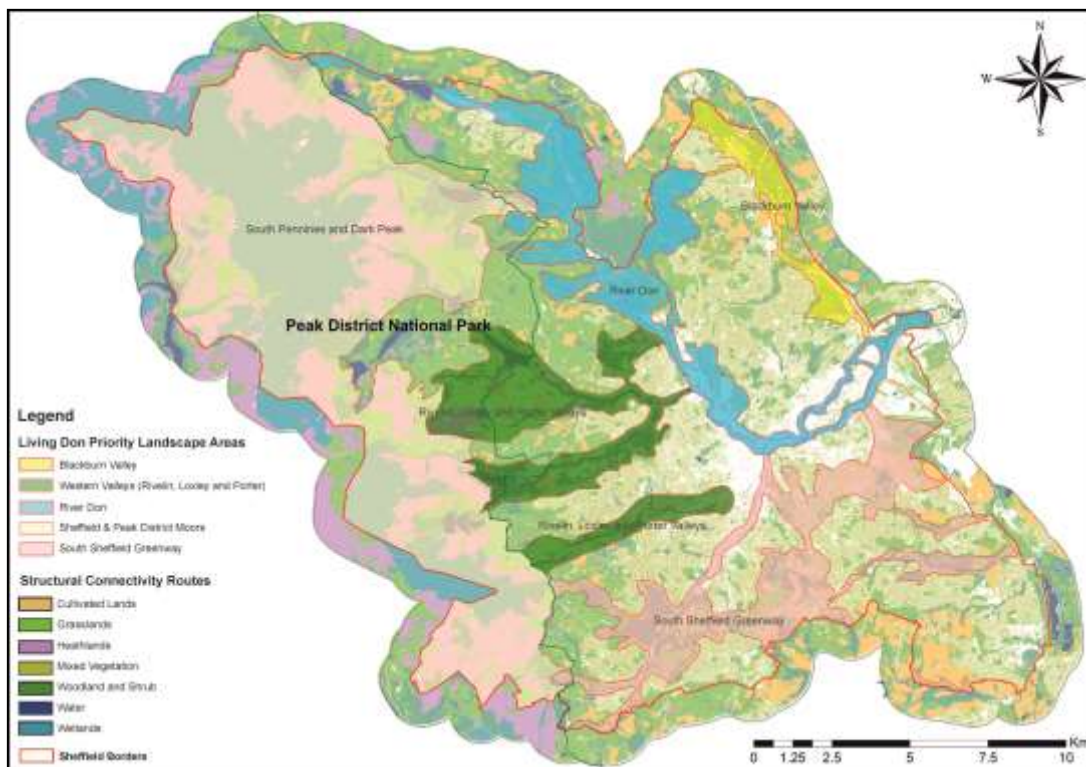 N
W
S
Blackburn Valley
South Pennines and Dark Peak
River Don
Peak District National Park
Valleys
South Sheffield Greenway
Legend
Living Don Priority Landscape Areas
Blackburn Valley
Western Valleys (Rivelin, Loxley and Porter)
River Don
Sheffield & Peak District Moors
South Sheffield Greenway
Structural Connectivity Routes
Cultivated Lands
Grasslands
Heathlands
Mixed Vegetation
Woodland and Shrub
Water
Wetlands
Sheffield Borders
Km
0 1.25 2.5 5 7.5 10